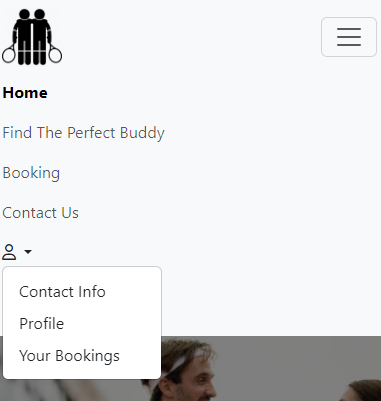 Home
Find The Perfect Buddy
Booking
Contact Us
Contact Info
Profile
Your Bookings